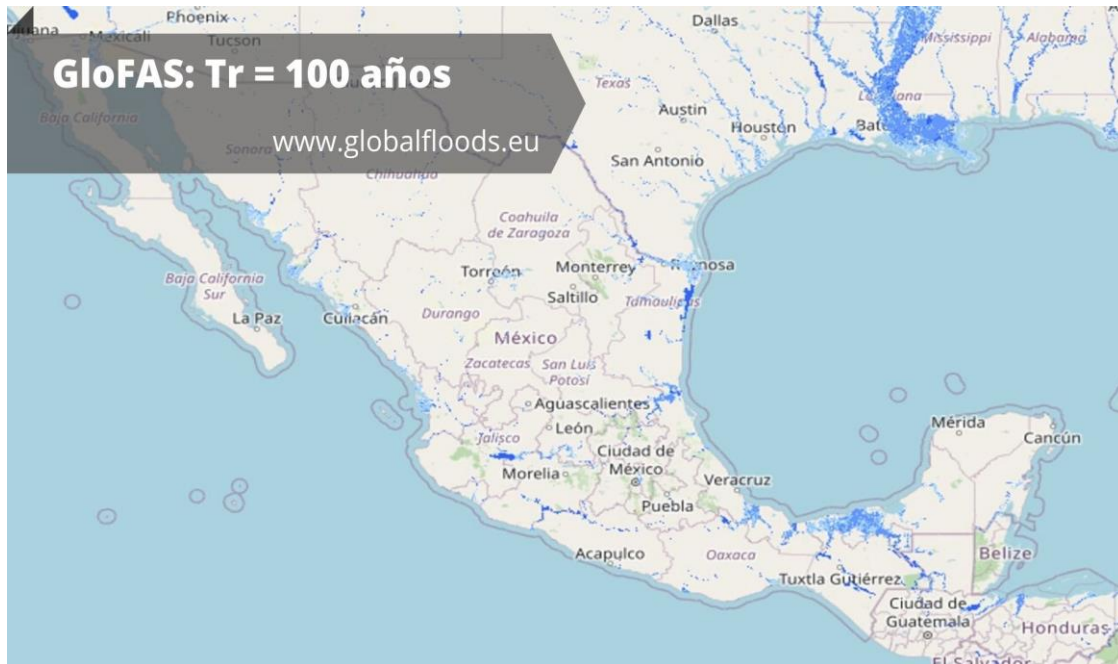 Phoenix
Dallas
Mexicali
Tucson
Mississippi
Alabama
GloFAS: Tr = 100 años
Texas
Baja California
Austin
Houston
www.globalfloods.eu
Sonora
San Antonio
Chihuahua
Coahuila
de Zaragoza
Torreón
Monterrey
Baja California
Sur
Saltillo
Tamaulipas
La Paz
Culiacán
Durango
México
Zacatecas
San Luis
Potosí
Aguascalientes
León
Mérida
Cancún
Jalisco
Ciudad de
México
Morelia
Veracruz
Puebla
Acapulco
Oaxaca
Belize
Tuxtla Gutiérrez
Ciudad de
Guatemala
Honduras
El Salvador